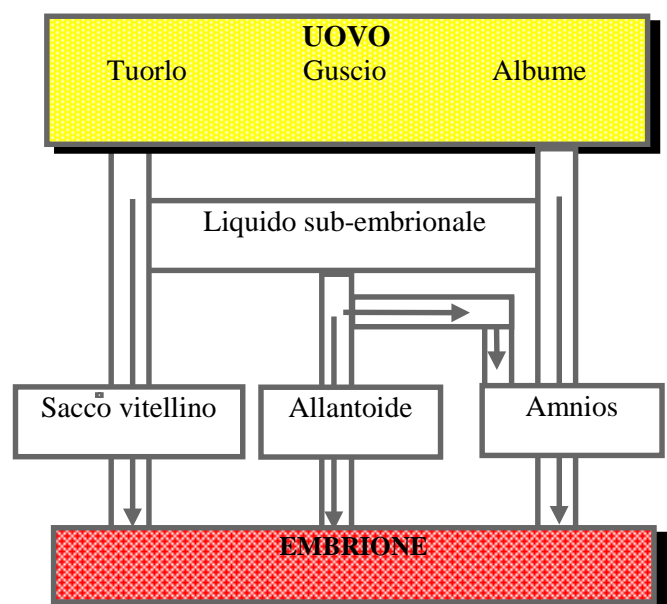 UOVO
Tuorlo Guscio Albume
Liquido sub-embrionale
Sacco vitellino Allantoide Amnios
EMBRIONE